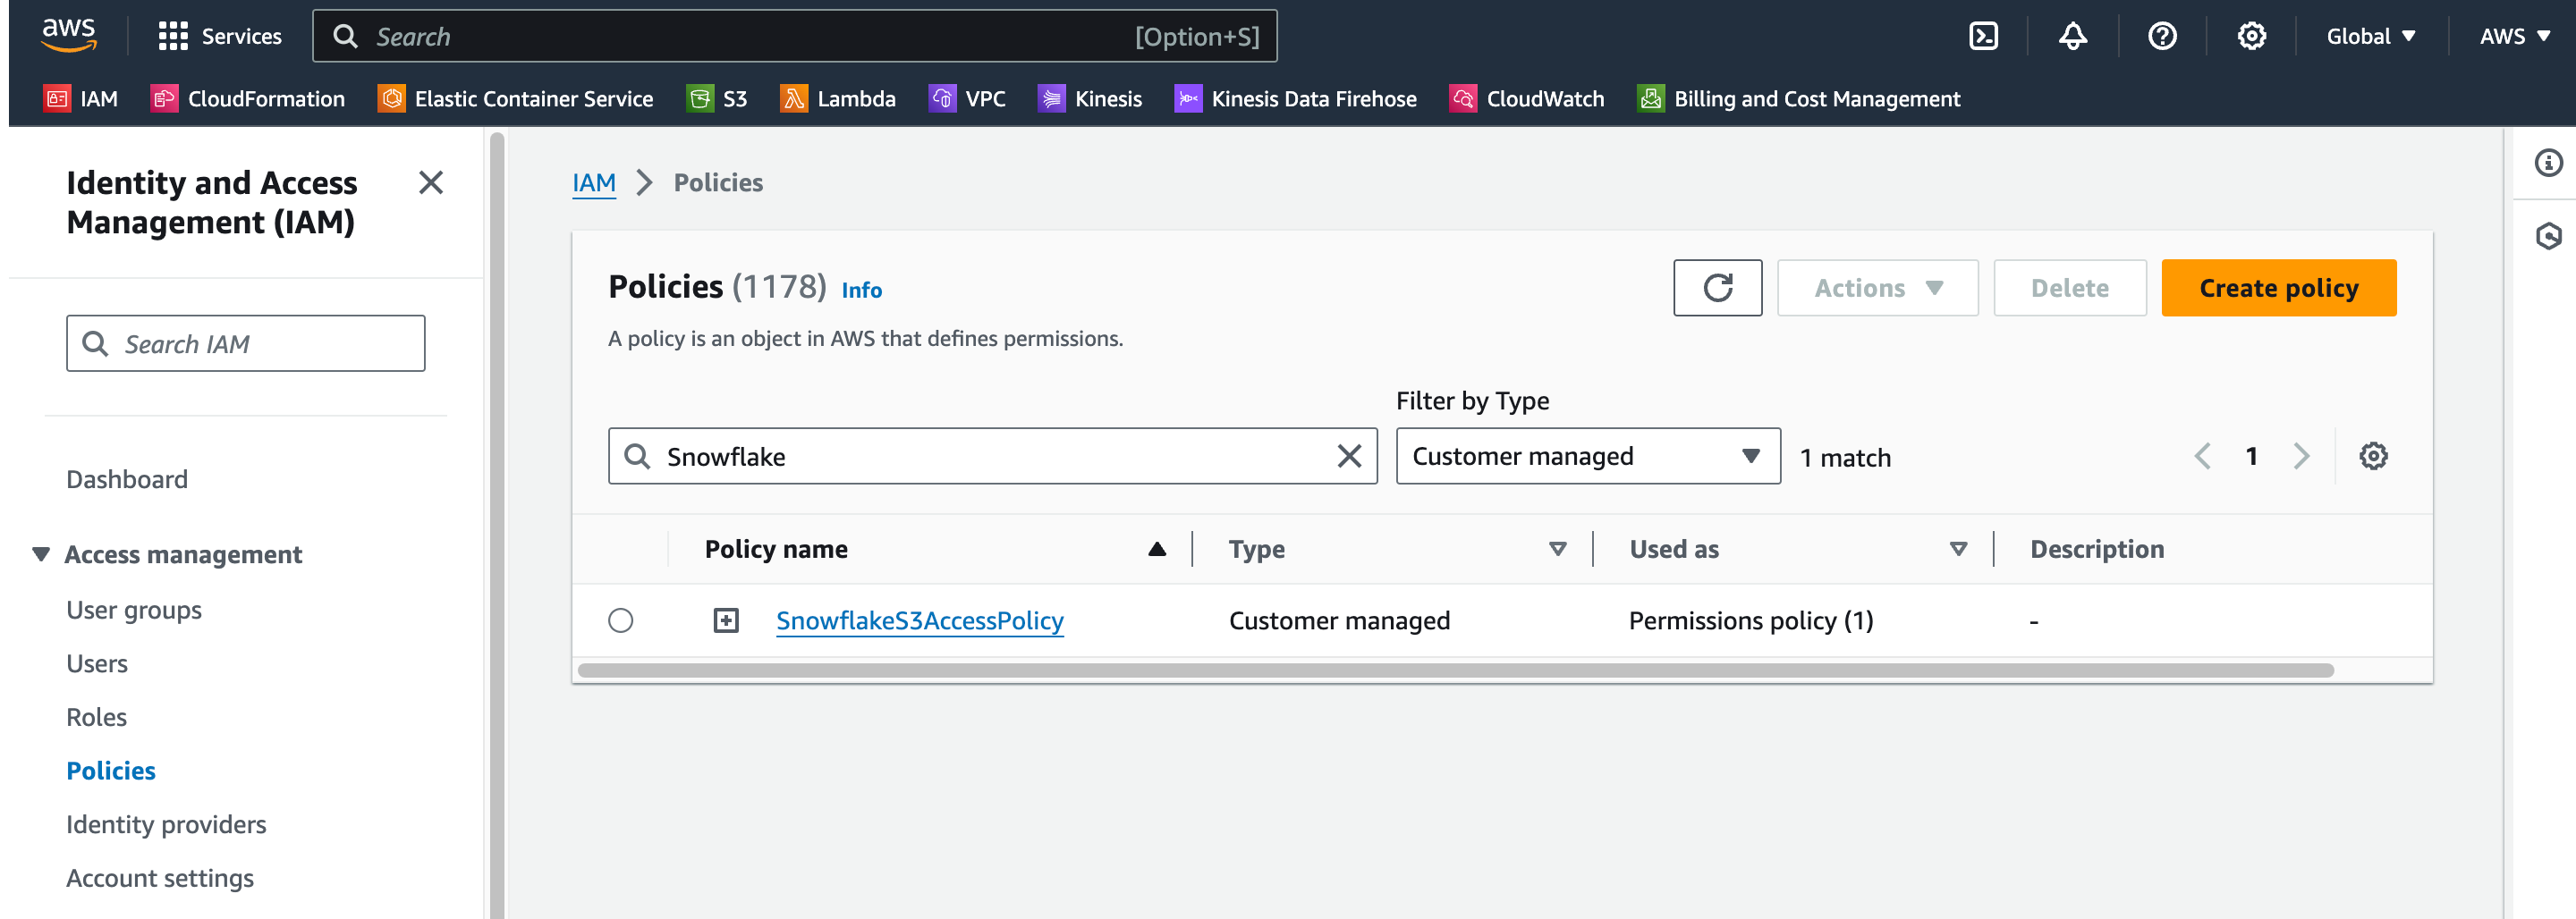 aws
Services
Search [Option+S]
Global
AWS
IAM CloudFormation Elastic Container Service S3 Lambda VPC Kinesis Kinesis Data Firehose CloudWatch Billing and Cost Management
Identity and Access
Management (IAM)
Search IAM
Dashboard
Access management
User groups
Users
Roles
Policies
Identity providers
Account settings
IAM Policies
Policies (1178) Info
A policy is an object in AWS that defines permissions.
Actions
Delete
Create policy
Filter by Type
Snowflake
Customer managed
1 match
1
Policy name Type Used as Description
SnowflakeS3AccessPolicy Customer managed Permissions policy (1) -